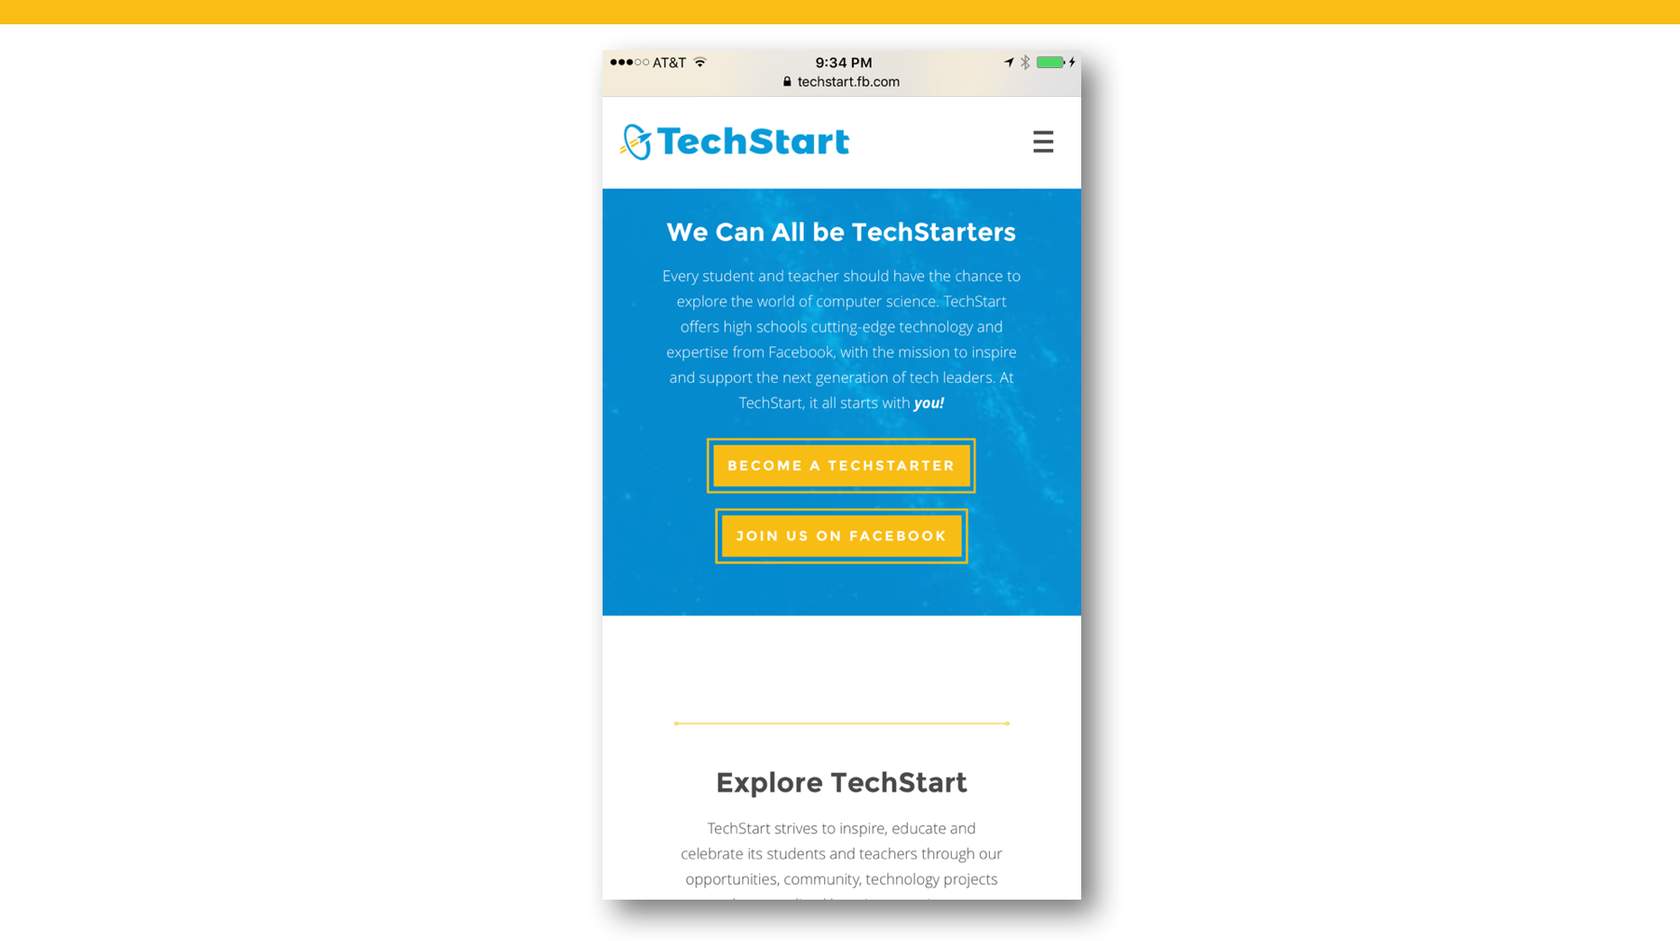 AT&T
9:34 PM
techstart.fb.com
TechStart
We Can All be TechStarters
Every student and teacher should have the chance to
explore the world of computer science. TechStart
offers high schools cutting-edge technology and
expertise from Facebook, with the mission to inspire
and support the next generation of tech leaders. At
TechStart, it all starts with you!
BECOME A TECHSTARTER
JOIN US ON FACEBOOK
Explore TechStart
TechStart strives to inspire, educate and
celebrate its students and teachers through our
opportunities, community, technology projects